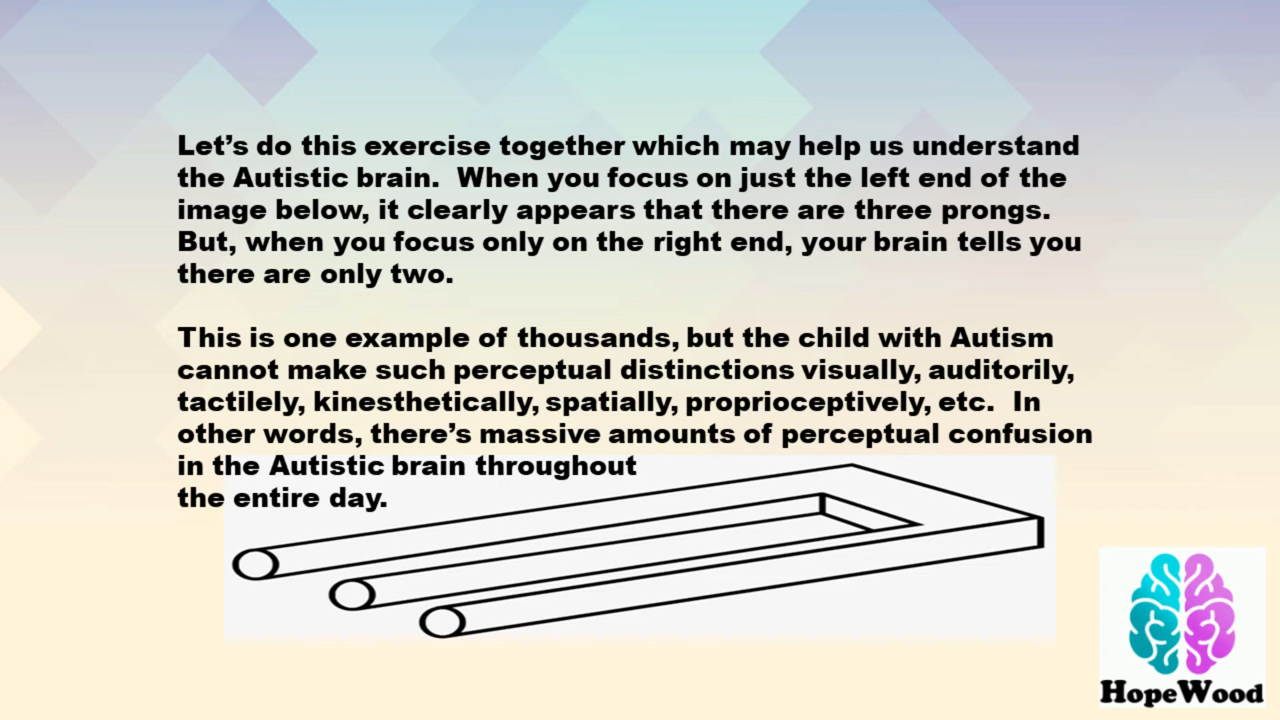 Let's do this exercise together which may help us understand
the Autistic brain.  When you focus on just the left end of the
image below, it clearly appears that there are three prongs.
But, when you focus only on the right end, your brain tells you
there are only two.
This is one example of thousands, but the child with Autism
cannot make such perceptual distinctions visually, auditorily,
tactilely, kinesthetically, spatially, proprioceptively, etc.  In
other words, there's massive amounts of perceptual confusion
in the Autistic brain throughout
the entire day.
HopeWood